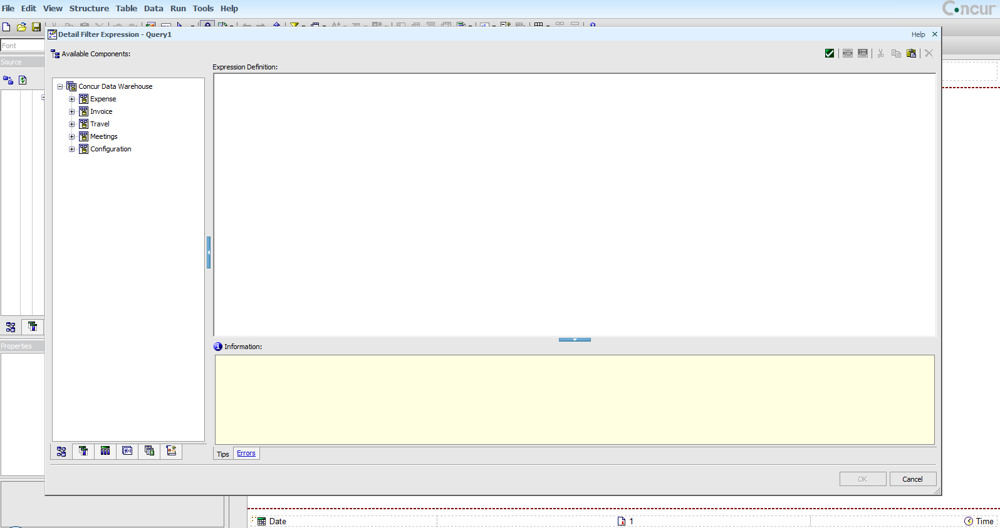 File Edit View Structure Table Data Run Tools Help
Concur
Detail Filter Expression - Query1
Help
Font
Available Components:
Source
Expression Definition:
Concur Data Warehouse
Expense
Invoice
Travel
Meetings
Configuration
Properties
Information:
Tips Errors
OK Cancel
Date 1 Time